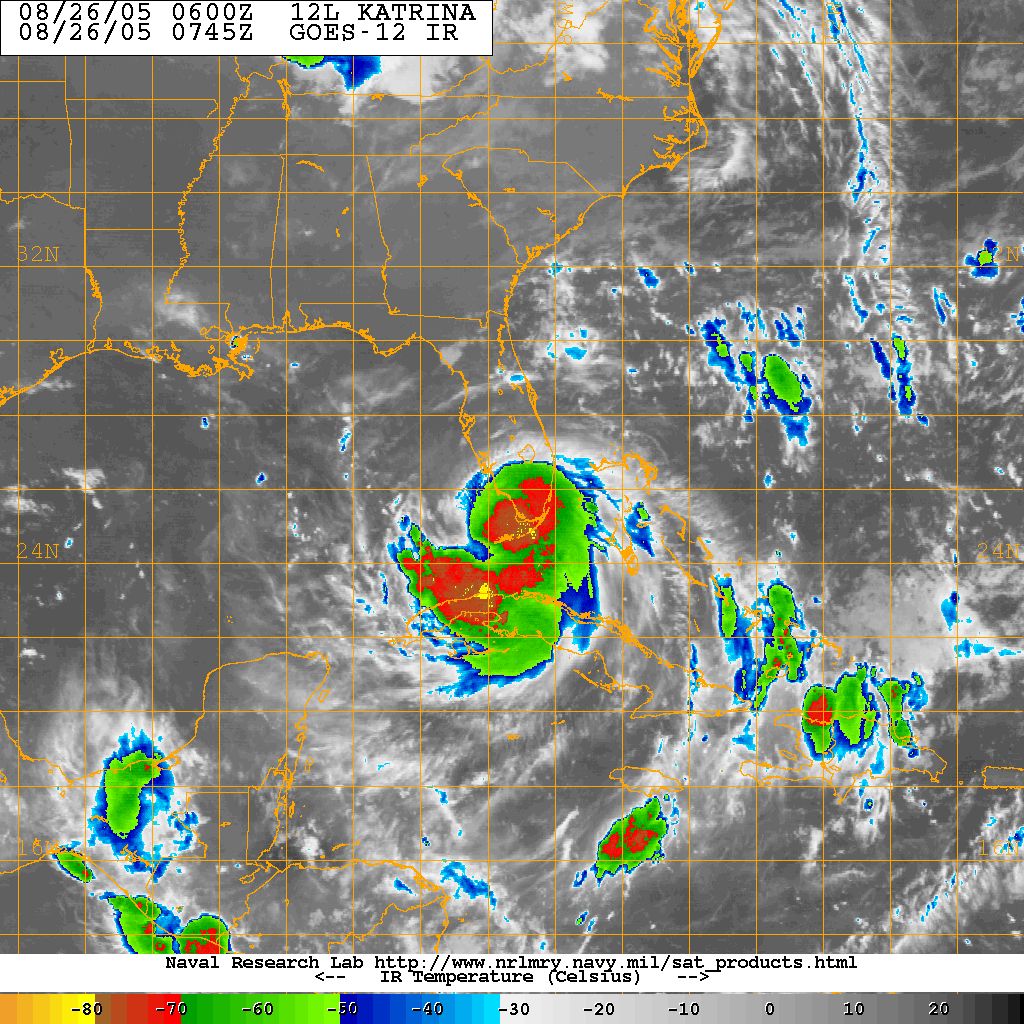 08/26/05 0600Z 12L KATRINA
08/26/05 0745Z GOES-12 IR
32N
24N
24N
Naval Research Lab http://www.nrlmry.navy.mil/sat_products.html
<-- IR Temperature (Celsius) -->
-80 -70 -60 -50 -40 -30 -20 -10 0 10 20